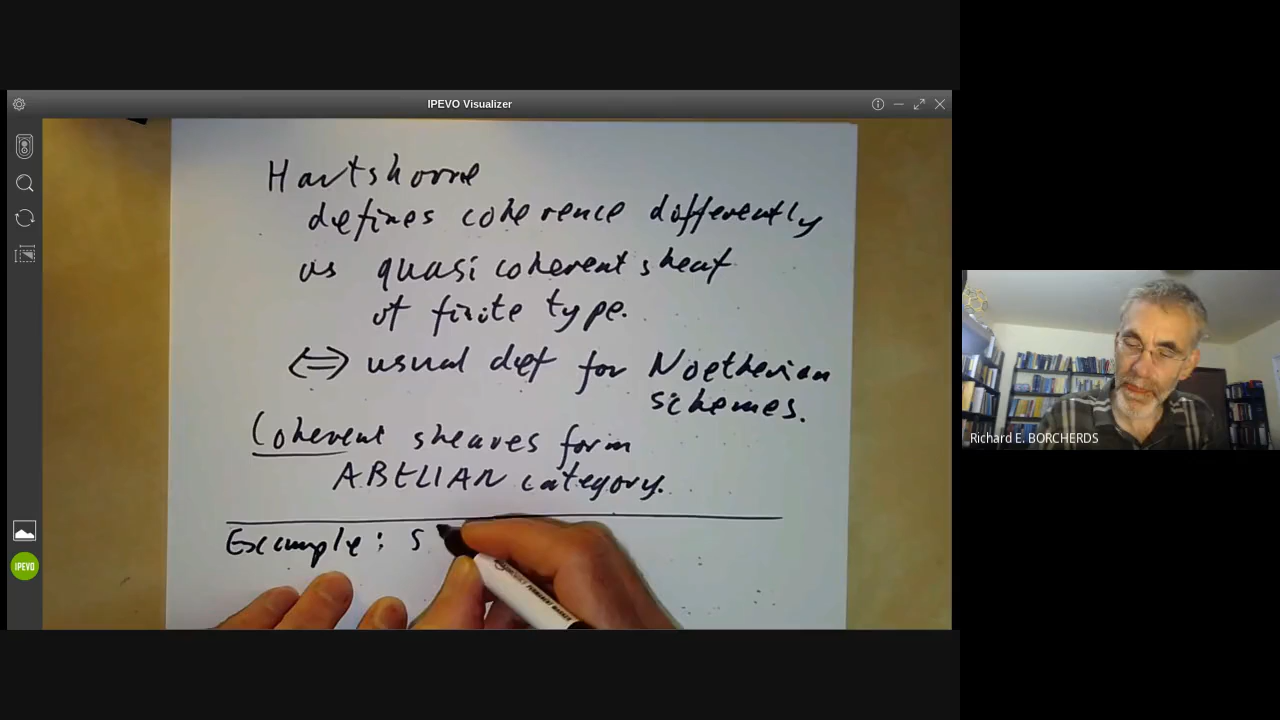 IPEVO Visualizer
Hartshorne
defines coherence differently
as quasi coherent sheaf
of finite type.
⟺ usual def for Noetherian
schemes.
Coherent sheaves form
ABELIAN category.
Example: S
IPEVO
Richard E. BORCHERDS